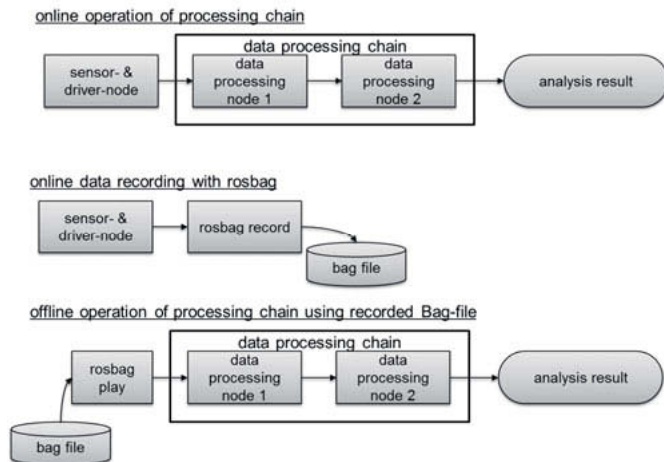 online operation of processing chain
data processing chain
sensor- &
driver-node
data
processing
node 1
data
processing
node 2
analysis result
online data recording with rosbag
sensor- &
driver-node
rosbag record
bag file
offline operation of processing chain using recorded Bag-file
data processing chain
rosbag
play
data
processing
node 1
data
processing
node 2
analysis result
bag file